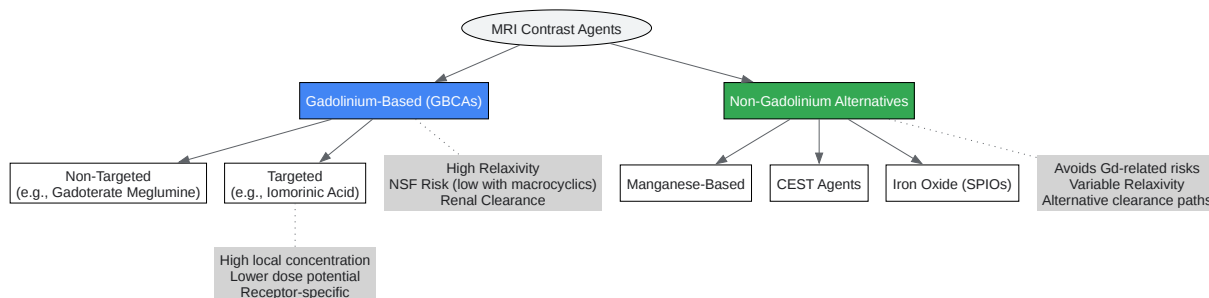 MRI Contrast Agents
Gadolinium-Based (GBCAs)
Non-Gadolinium Alternatives
Non-Targeted
(e.g., Gadoterate Meglumine)
Targeted
(e.g., Iomorinic Acid)
High Relaxivity
NSF Risk (low with macrocyclics)
Renal Clearance
Manganese-Based
CEST Agents
Iron Oxide (SPIOs)
Avoids Gd-related risks
Variable Relaxivity
Alternative clearance paths
High local concentration
Lower dose potential
Receptor-specific